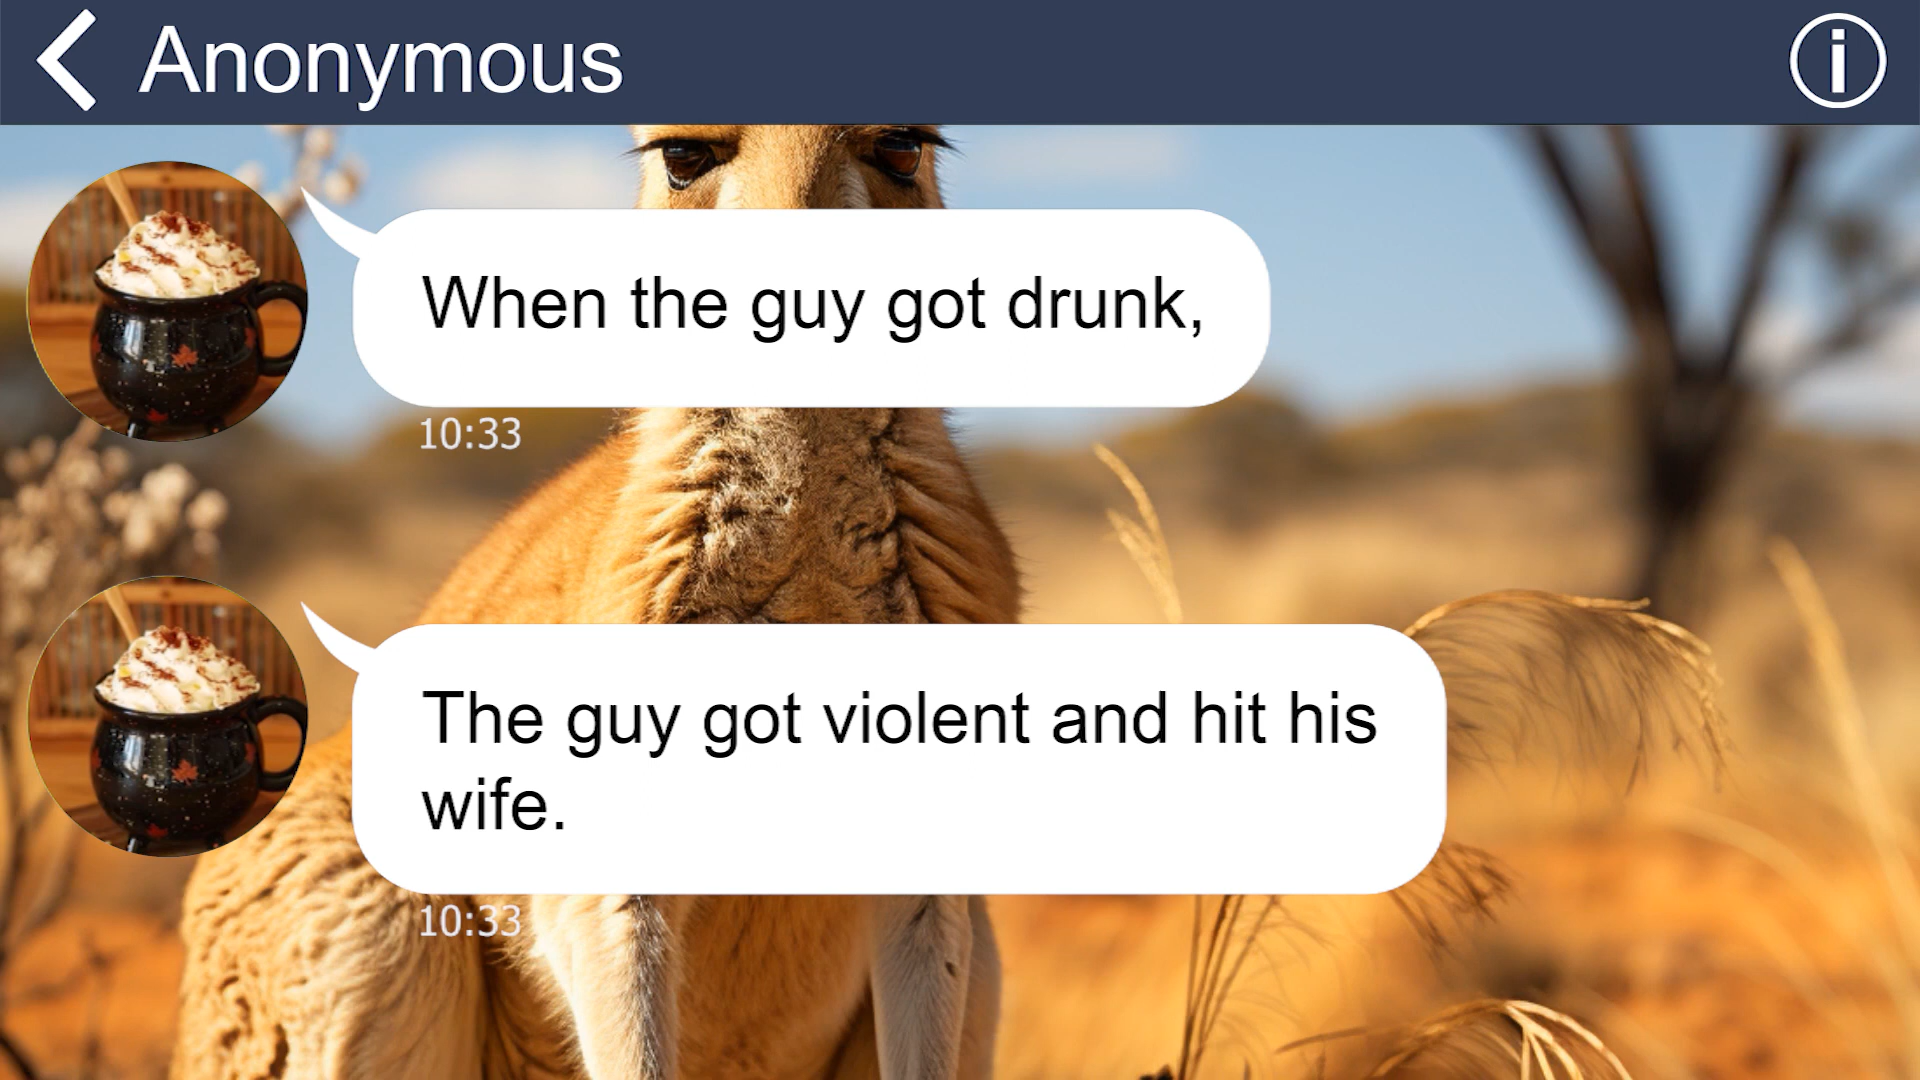 Anonymous
When the guy got drunk,
10:33
The guy got violent and hit his
wife.
10:33